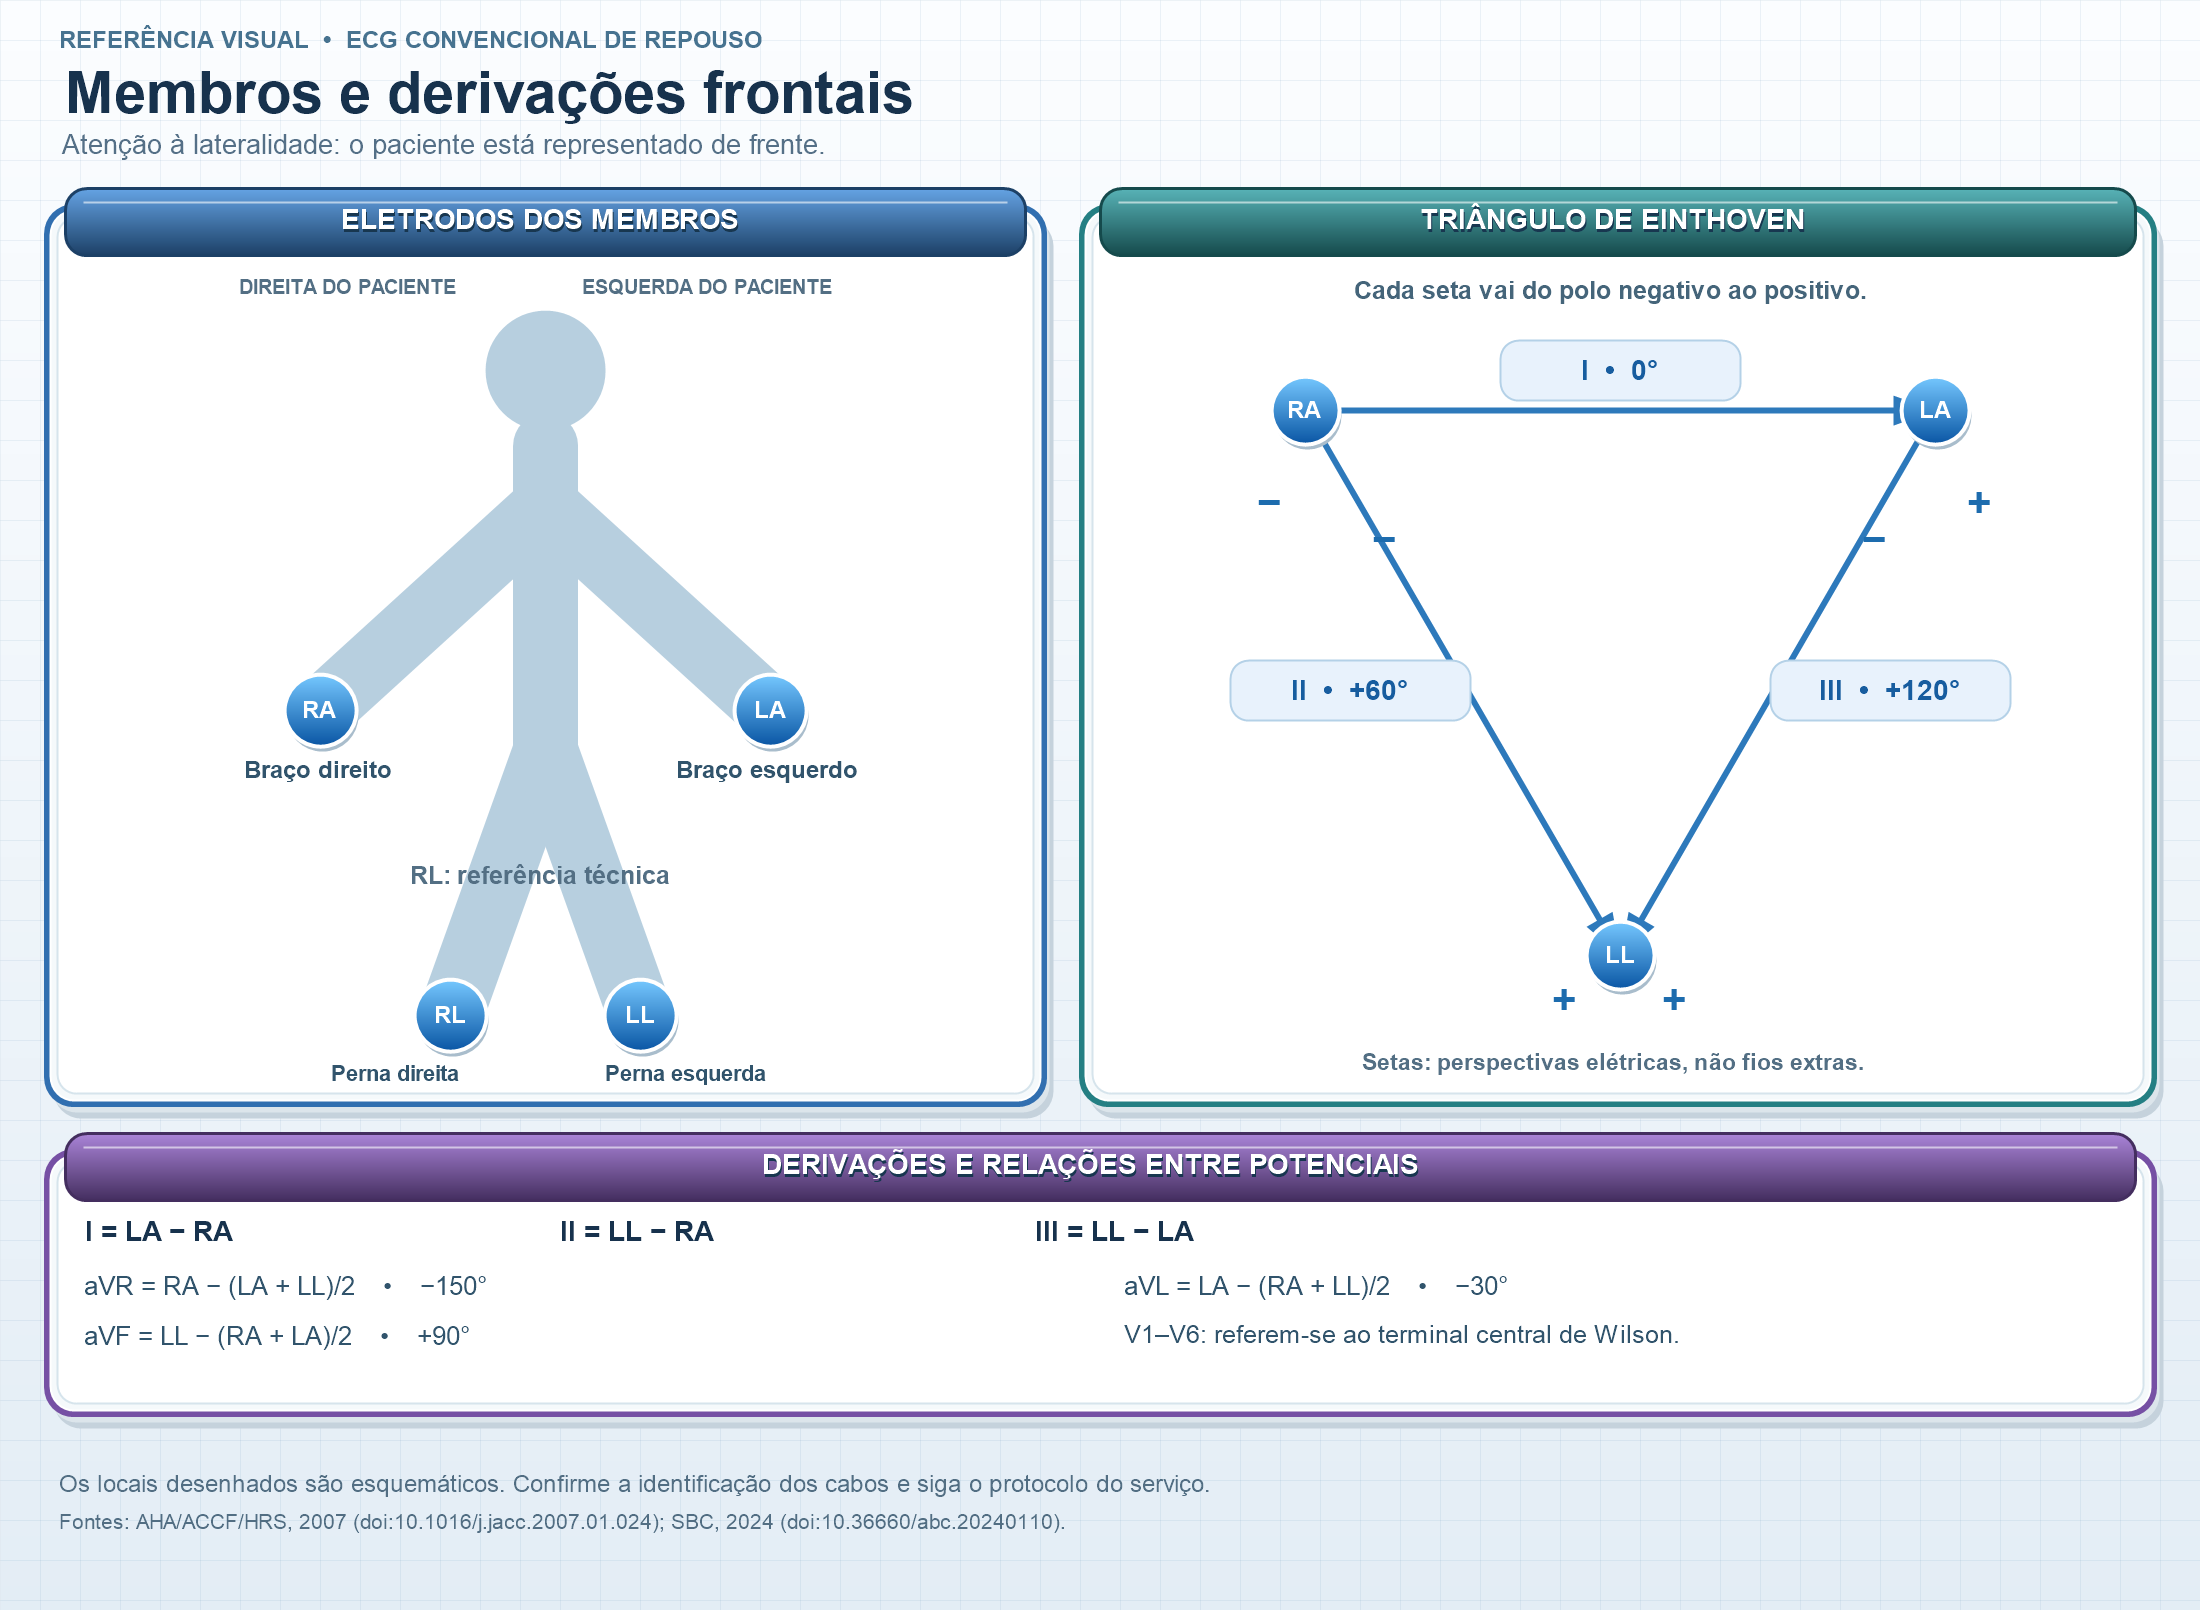 REFERÊNCIA VISUAL • ECG CONVENCIONAL DE REPOUSO
Membros e derivações frontais
Atenção à lateralidade: o paciente está representado de frente.
ELETRODOS DOS MEMBROS
DIREITA DO PACIENTE
ESQUERDA DO PACIENTE
RA
LA
Braço direito
Braço esquerdo
RL: referência técnica
RL
LL
Perna direita
Perna esquerda
TRIÂNGULO DE EINTHOVEN
Cada seta vai do polo negativo ao positivo.
I • 0°
RA
LA
−
+
−
−
II • +60°
III • +120°
LL
+
+
Setas: perspectivas elétricas, não fios extras.
DERIVAÇÕES E RELAÇÕES ENTRE POTENCIAIS
I = LA − RA
II = LL − RA
III = LL − LA
aVR = RA − (LA + LL)/2 • −150°
aVL = LA − (RA + LL)/2 • −30°
aVF = LL − (RA + LA)/2 • +90°
V1–V6: referem-se ao terminal central de Wilson.
Os locais desenhados são esquemáticos. Confirme a identificação dos cabos e siga o protocolo do serviço.
Fontes: AHA/ACCF/HRS, 2007 (doi:10.1016/j.jacc.2007.01.024); SBC, 2024 (doi:10.36660/abc.20240110).